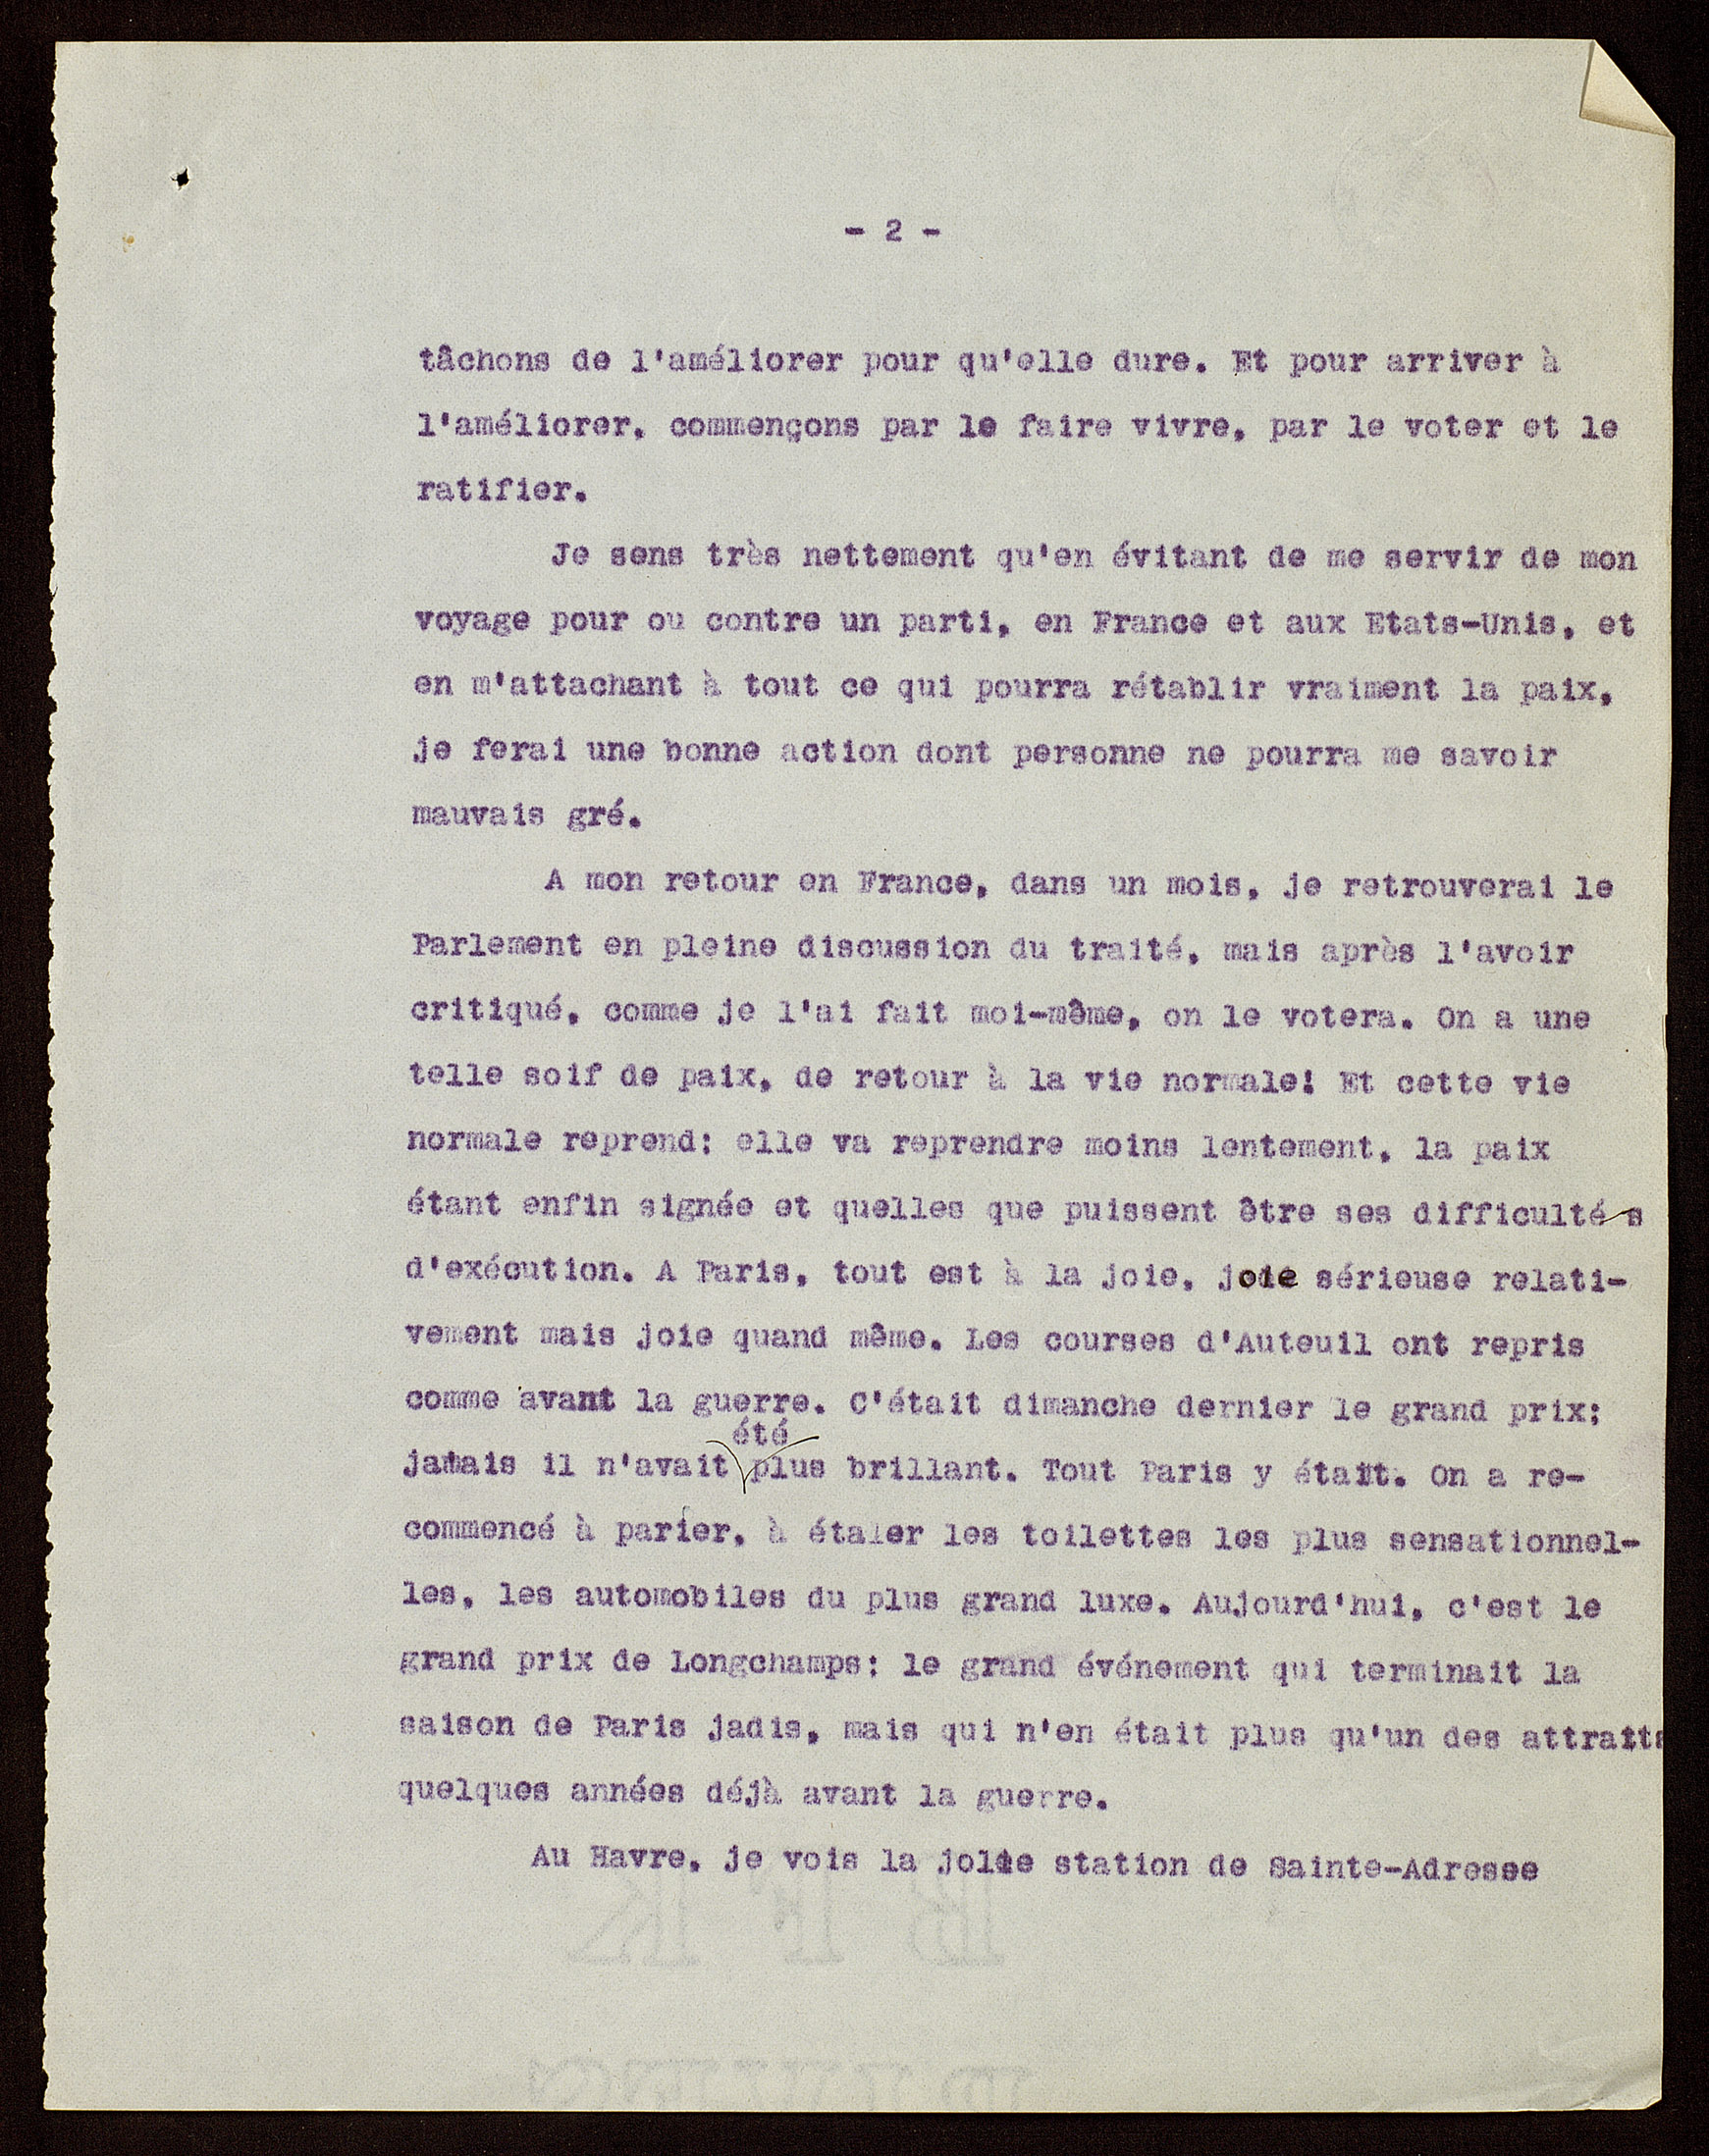 - 2 -
tâchons de l'améliorer pour qu'elle dure. Et pour arriver à
l'améliorer, commençons par le faire vivre, par le voter et le
ratifier.
Je sens très nettement qu'en évitant de me servir de mon
voyage pour ou contre un parti, en France et aux Etats-Unis, et
en m'attachant à tout ce qui pourra rétablir vraiment la paix,
je ferai une bonne action dont personne ne pourra me savoir
mauvais gré.
A mon retour en France, dans un mois, je retrouverai le
Parlement en pleine discussion du traité, mais après l'avoir
critiqué, comme je l'ai fait moi-même, on le votera. On a une
telle soif de paix, de retour à la vie normale! Et cette vie
normale reprend: elle va reprendre moins lentement, la paix
étant enfin signée et quelles que puissent être ses difficultés
d'exécution. A Paris, tout est à la joie, joie sérieuse relati-
vement mais joie quand même. Les courses d'Auteuil ont repris
comme avant la guerre. C'était dimanche dernier le grand prix;
été
jamais il n'avait plus brillant. Tout Paris y était. On a re-
commencé à parier, à étaler les toilettes les plus sensationnel-
les, les automobiles du plus grand luxe. Aujourd'hui, c'est le
grand prix de Longchamps: le grand événement qui terminait la
saison de Paris jadis, mais qui n'en était plus qu'un des attraits
quelques années déjà avant la guerre.
Au Havre, je vois la jolie station de Sainte-Adresse
B F K